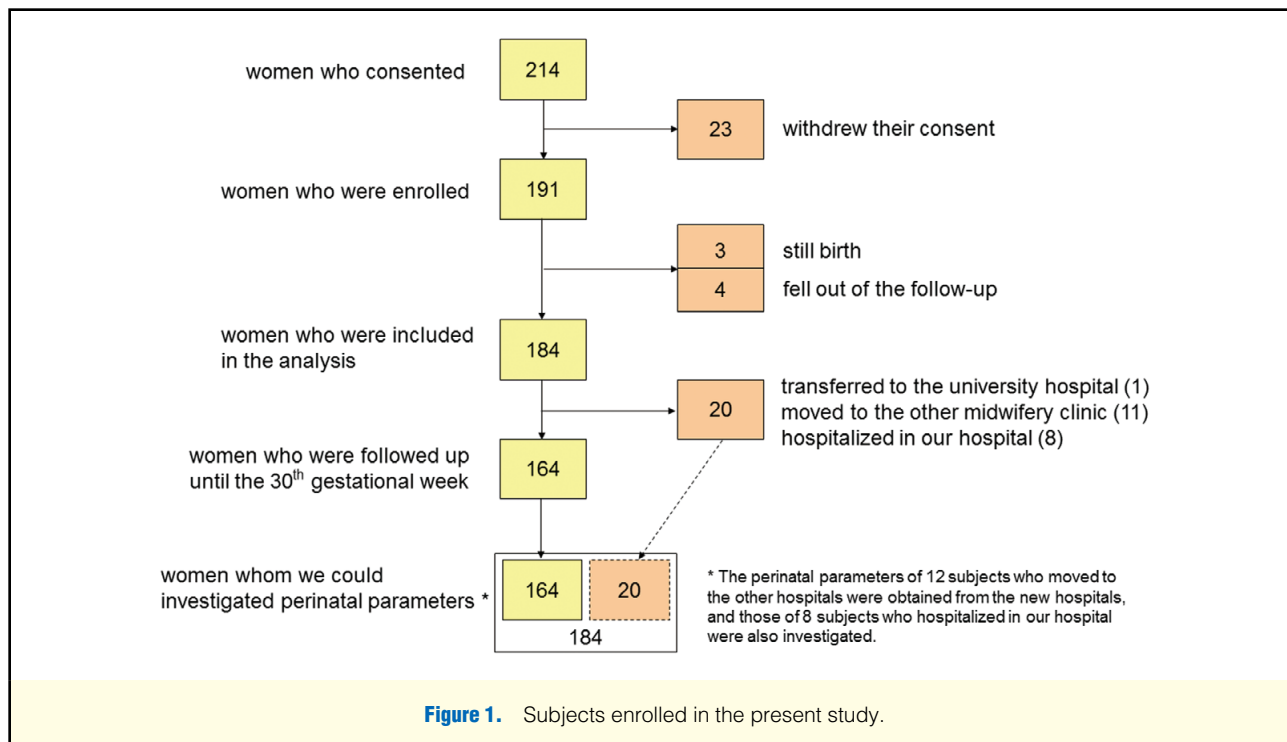 women who consented
214
23
withdrew their consent
women who were enrolled
191
3
still birth
4
fell out of the follow-up
women who were included
in the analysis
184
20
transferred to the university hospital (1)
moved to the other midwifery clinic (11)
hospitalized in our hospital (8)
women who were followed up
until the 30th gestational week
164
women whom we could
investigated perinatal parameters *
164
20
184
* The perinatal parameters of 12 subjects who moved to
the other hospitals were obtained from the new hospitals,
and those of 8 subjects who hospitalized in our hospital
were also investigated.
Figure 1. Subjects enrolled in the present study.